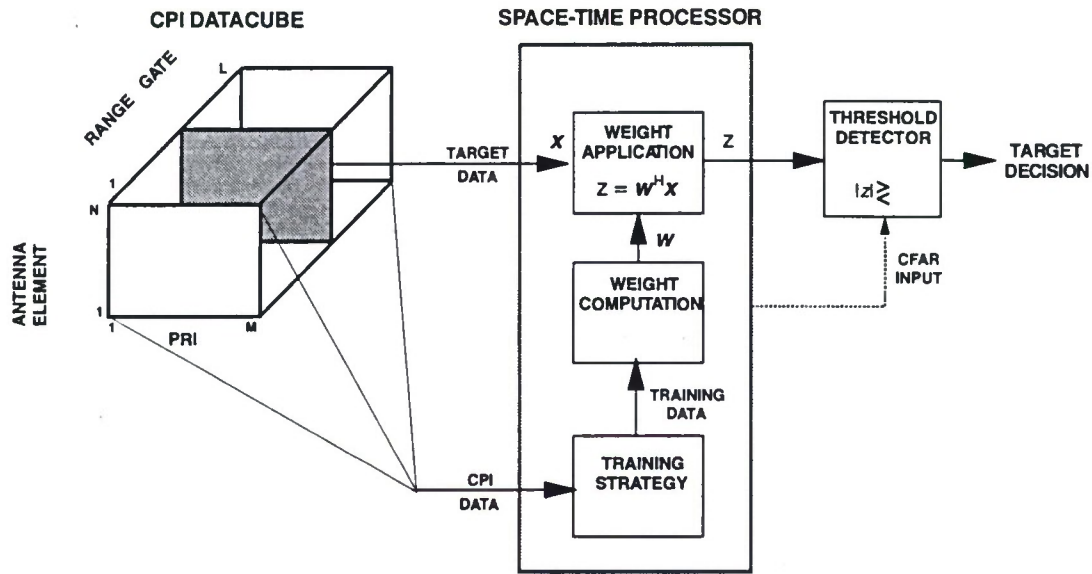 CPI DATACUBE
SPACE-TIME PROCESSOR
RANGE GATE
L
1
N
ANTENNA
ELEMENT
1
1
PRI
M
TARGET
DATA
X
WEIGHT
APPLICATION
Z = W^H X
Z
THRESHOLD
DETECTOR
|z| ≷
TARGET
DECISION
W
WEIGHT
COMPUTATION
CFAR
INPUT
TRAINING
DATA
TRAINING
STRATEGY
CPI
DATA